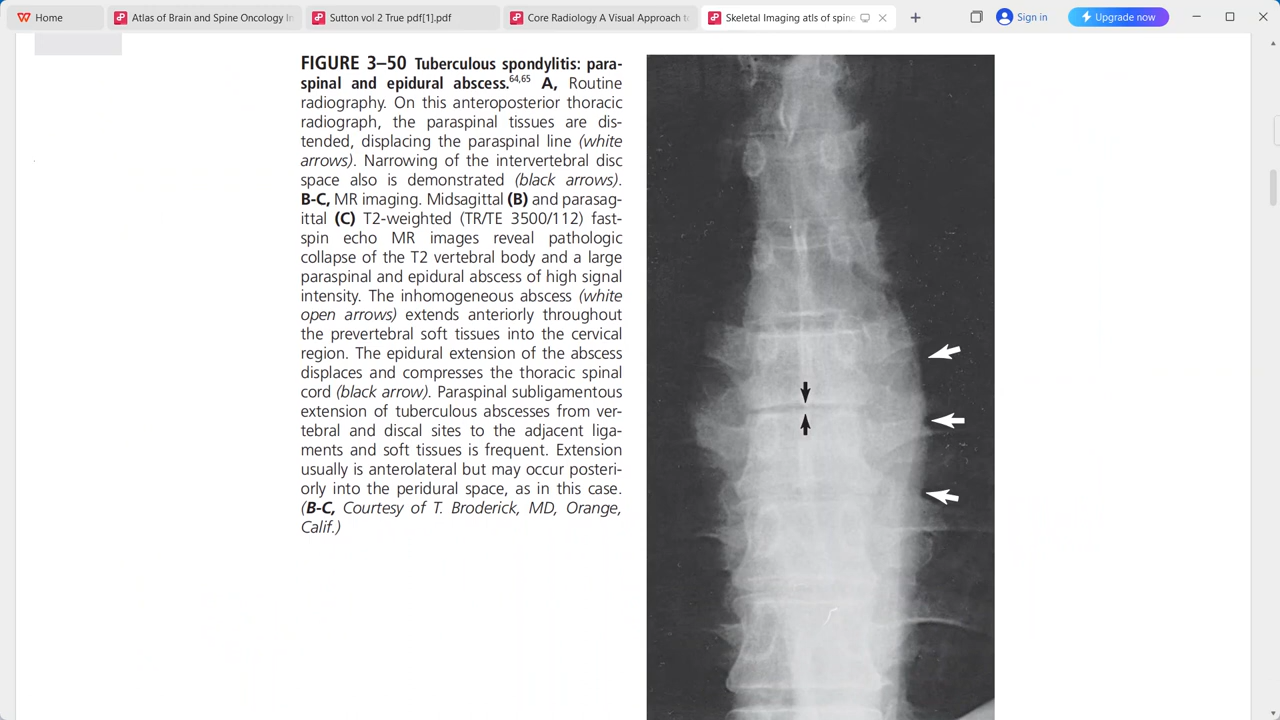 Home
Atlas of Brain and Spine Oncology I
Sutton vol 2 True pdf[1].pdf
Core Radiology A Visual Approach to
Skeletal Imaging atls of spine
Sign in
Upgrade now
FIGURE 3–50 Tuberculous spondylitis: para-
spinal and epidural abscess.64,65 A, Routine
radiography. On this anteroposterior thoracic
radiograph, the paraspinal tissues are dis-
tended, displacing the paraspinal line (white
arrows). Narrowing of the intervertebral disc
space also is demonstrated (black arrows).
B-C, MR imaging. Midsagittal (B) and parasag-
ittal (C) T2-weighted (TR/TE 3500/112) fast-
spin echo MR images reveal pathologic
collapse of the T2 vertebral body and a large
paraspinal and epidural abscess of high signal
intensity. The inhomogeneous abscess (white
open arrows) extends anteriorly throughout
the prevertebral soft tissues into the cervical
region. The epidural extension of the abscess
displaces and compresses the thoracic spinal
cord (black arrow). Paraspinal subligamentous
extension of tuberculous abscesses from ver-
tebral and discal sites to the adjacent liga-
ments and soft tissues is frequent. Extension
usually is anterolateral but may occur posteri-
orly into the peridural space, as in this case.
(B-C, Courtesy of T. Broderick, MD, Orange,
Calif.)